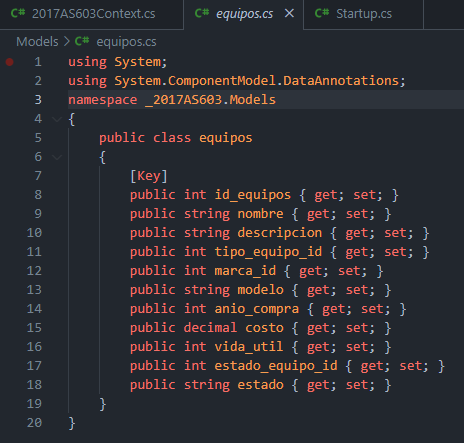 C# 2017AS603Context.cs C# equipos.cs × C# Startup.cs
Models > C# equipos.cs
1 using System;
2 using System.ComponentModel.DataAnnotations;
3 namespace _2017AS603.Models
4 {
5 public class equipos
6 {
7 [Key]
8 public int id_equipos { get; set; }
9 public string nombre { get; set; }
10 public string descripcion { get; set; }
11 public int tipo_equipo_id { get; set; }
12 public int marca_id { get; set; }
13 public string modelo { get; set; }
14 public int anio_compra { get; set; }
15 public decimal costo { get; set; }
16 public int vida_util { get; set; }
17 public int estado_equipo_id { get; set; }
18 public string estado { get; set; }
19 }
20 }